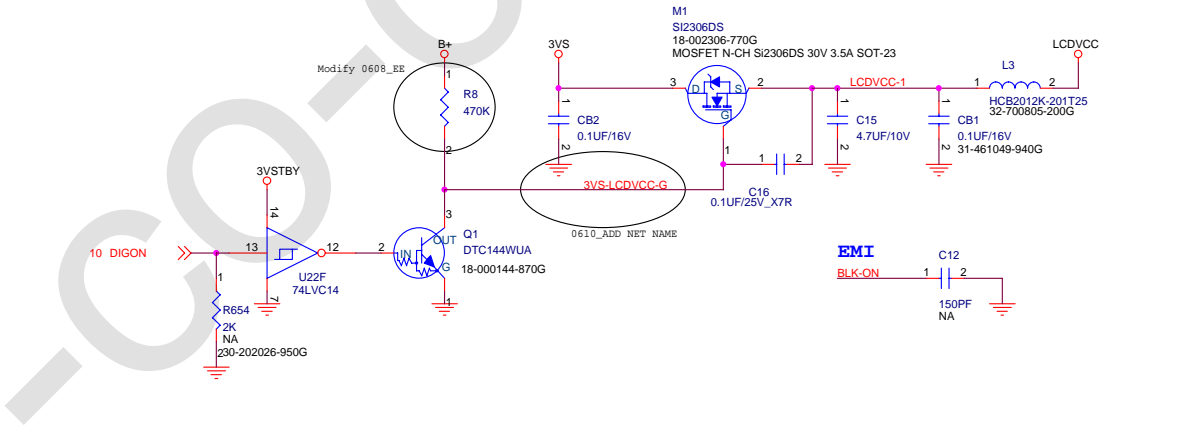 M1
SI2306DS
18-002306-770G
MOSFET N-CH Si2306DS 30V 3.5A SOT-23
B+
3VS
LCDVCC
Modify 0608_EE
1
R8
470K
2
3
D
S
G
2
LCDVCC-1
L3
1
2
HCB2012K-201T25
32-700805-200G
1
CB2
0.1UF/16V
2
1
C15
4.7UF/10V
2
1
CB1
0.1UF/16V
31-461049-940G
2
1
1
2
C16
0.1UF/25V_X7R
3VS-LCDVCC-G
0610_ADD NET NAME
3VSTBY
14
10 DIGON
13
12
U22F
74LVC14
7
2
IN
OUT
G
3
Q1
DTC144WUA
18-000144-870G
1
1
R654
2K
NA
2
30-202026-950G
EMI
BLK-ON
C12
1
2
150PF
NA
-CO-CO